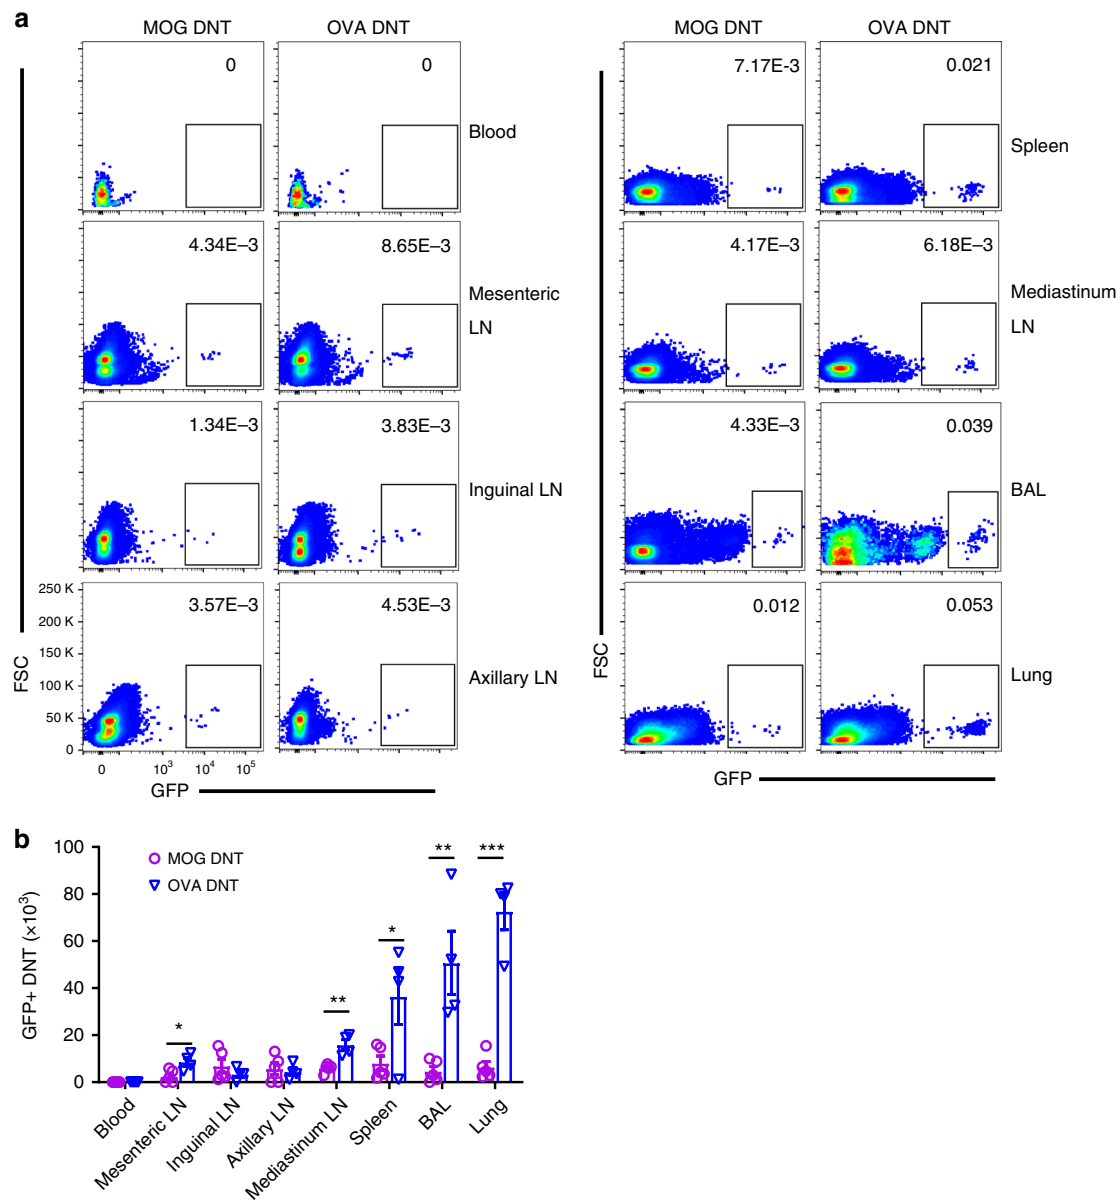 a
MOG DNT
OVA DNT
MOG DNT
OVA DNT
0
0
Blood
7.17E-3
0.021
Spleen
4.34E–3
8.65E–3
Mesenteric
LN
4.17E–3
6.18E–3
Mediastinum
LN
1.34E–3
3.83E–3
Inguinal LN
4.33E–3
0.039
BAL
250 K
200 K
150 K
100 K
50 K
0
3.57E–3
4.53E–3
Axillary LN
0.012
0.053
Lung
FSC
FSC
0
10³
10⁴
10⁵
GFP
GFP
b
100
80
60
40
20
0
GFP+ DNT (×10³)
MOG DNT
OVA DNT
*
**
*
**
***
Blood
Mesenteric LN
Inguinal LN
Axillary LN
Mediastinum LN
Spleen
BAL
Lung